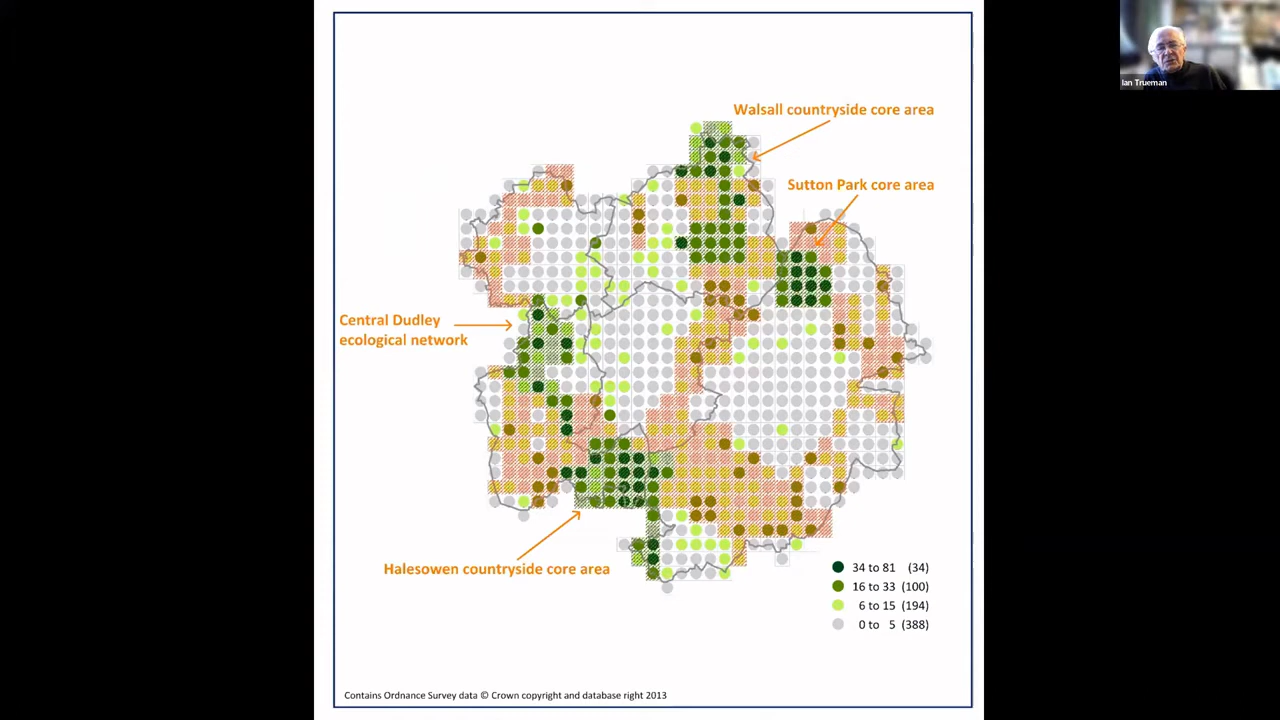 Ian Trueman
Walsall countryside core area
Sutton Park core area
Central Dudley
ecological network
Halesowen countryside core area
34 to 81 (34)
16 to 33 (100)
6 to 15 (194)
0 to 5 (388)
Contains Ordnance Survey data © Crown copyright and database right 2013